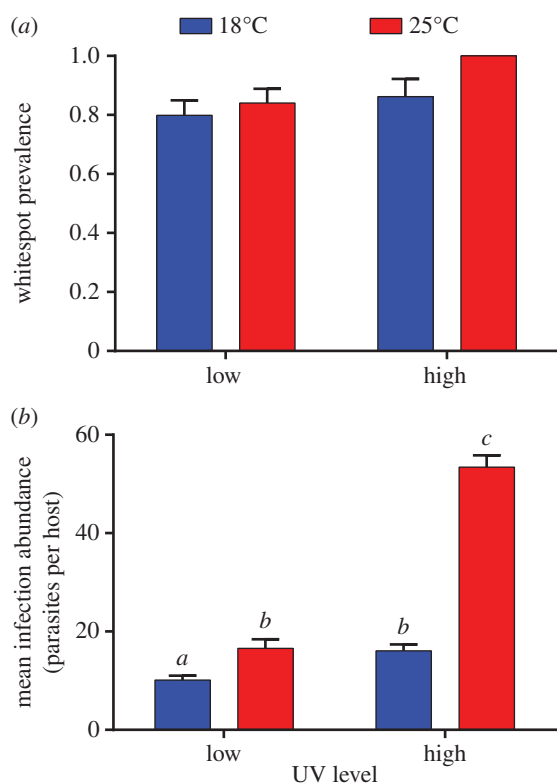 (a)
18°C 25°C
1.0
0.8
0.6
0.4
0.2
0
whitespot prevalence
low high
(b)
60
40
20
0
mean infection abundance
(parasites per host)
a b b c
low high
UV level